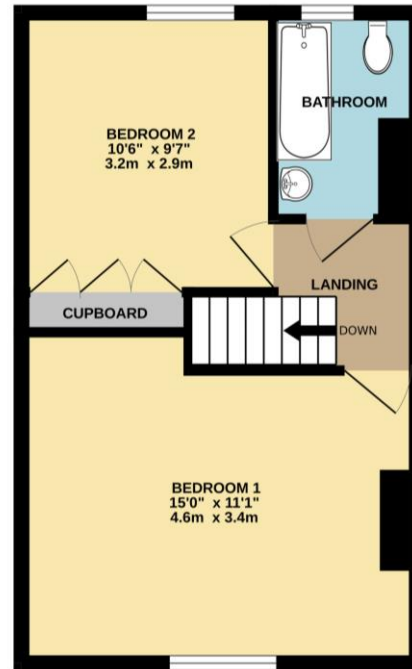 BATHROOM
BEDROOM 2
10'6" x 9'7"
3.2m x 2.9m
LANDING
CUPBOARD
DOWN
BEDROOM 1
15'0" x 11'1"
4.6m x 3.4m